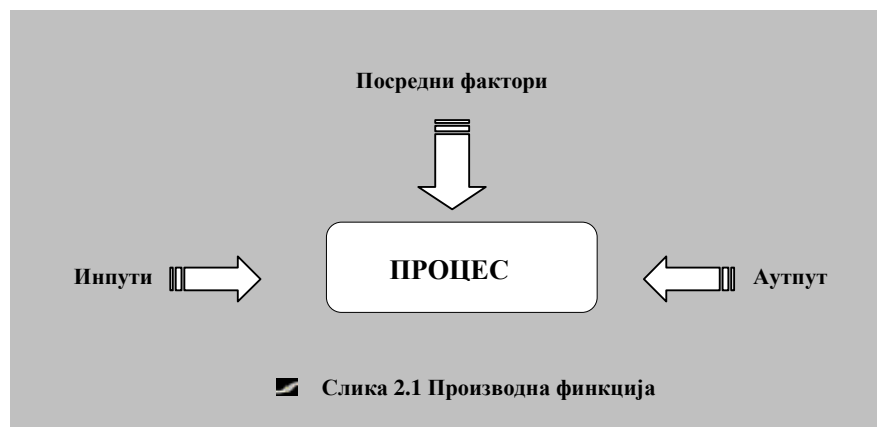 Посредни фактори
Инпути
ПРОЦЕС
Аутпут
Слика 2.1 Производна финкција